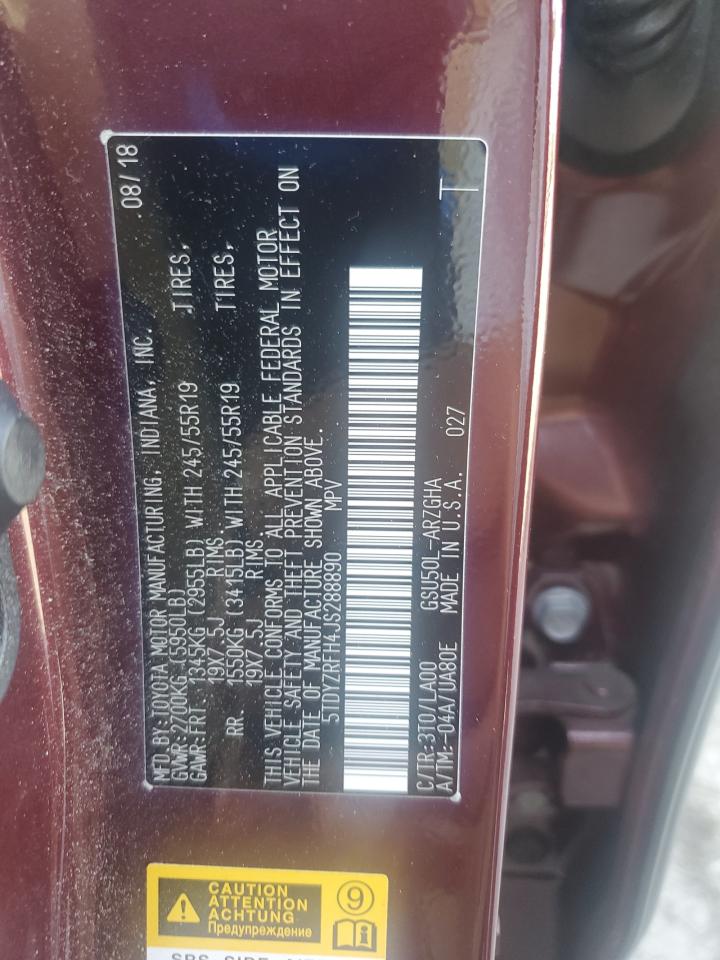 MFD.BY:TOYOTA MOTOR MANUFACTURING, INDIANA, INC. 08/18
GVWR:2700KG(5950LB)
GAWR:FRT. 1345KG (2955LB) WITH 245/55R19 TIRES,
19X7.5J RIMS.
RR. 1550KG (3415LB) WITH 245/55R19 TIRES,
19X7.5J RIMS.
THIS VEHICLE CONFORMS TO ALL APPLICABLE FEDERAL MOTOR
VEHICLE SAFETY AND THEFT PREVENTION STANDARDS IN EFFECT ON
THE DATE OF MANUFACTURE SHOWN ABOVE.
5TDYZRFH4JS288890 MPV
C/TR:3T0/LA00 GSU50L-ARZGHA
A/TM:-04A/UA80E MADE IN U.S.A. 027 T
CAUTION
ATTENTION
ACHTUNG
Предупреждение
9
SRS SIDE